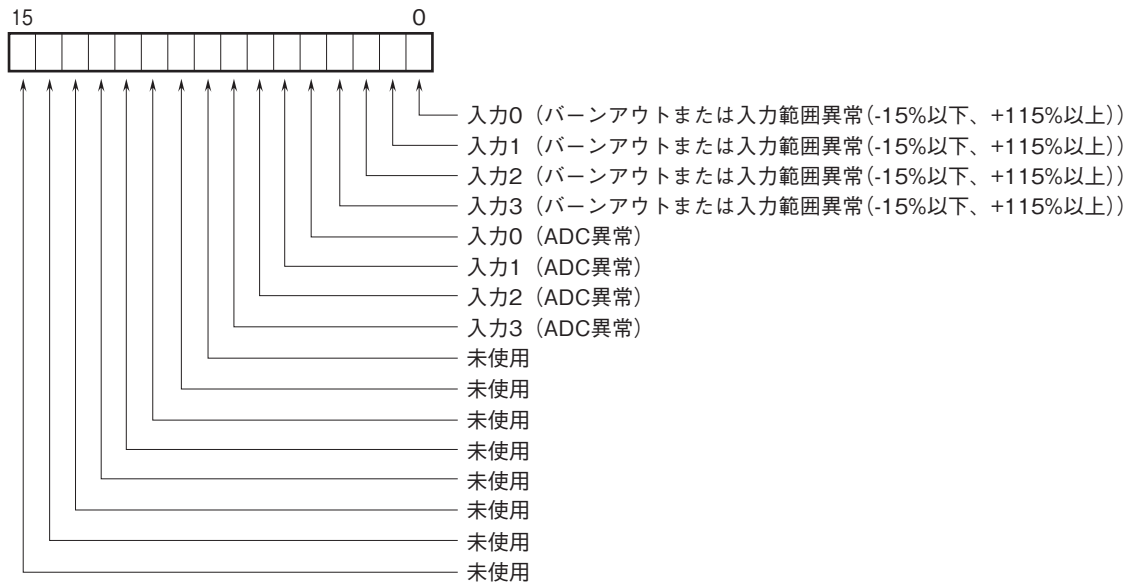 15 0
入力0（バーンアウトまたは入力範囲異常(-15%以下、+115%以上)）
入力1（バーンアウトまたは入力範囲異常(-15%以下、+115%以上)）
入力2（バーンアウトまたは入力範囲異常(-15%以下、+115%以上)）
入力3（バーンアウトまたは入力範囲異常(-15%以下、+115%以上)）
入力0（ADC異常）
入力1（ADC異常）
入力2（ADC異常）
入力3（ADC異常）
未使用
未使用
未使用
未使用
未使用
未使用
未使用
未使用